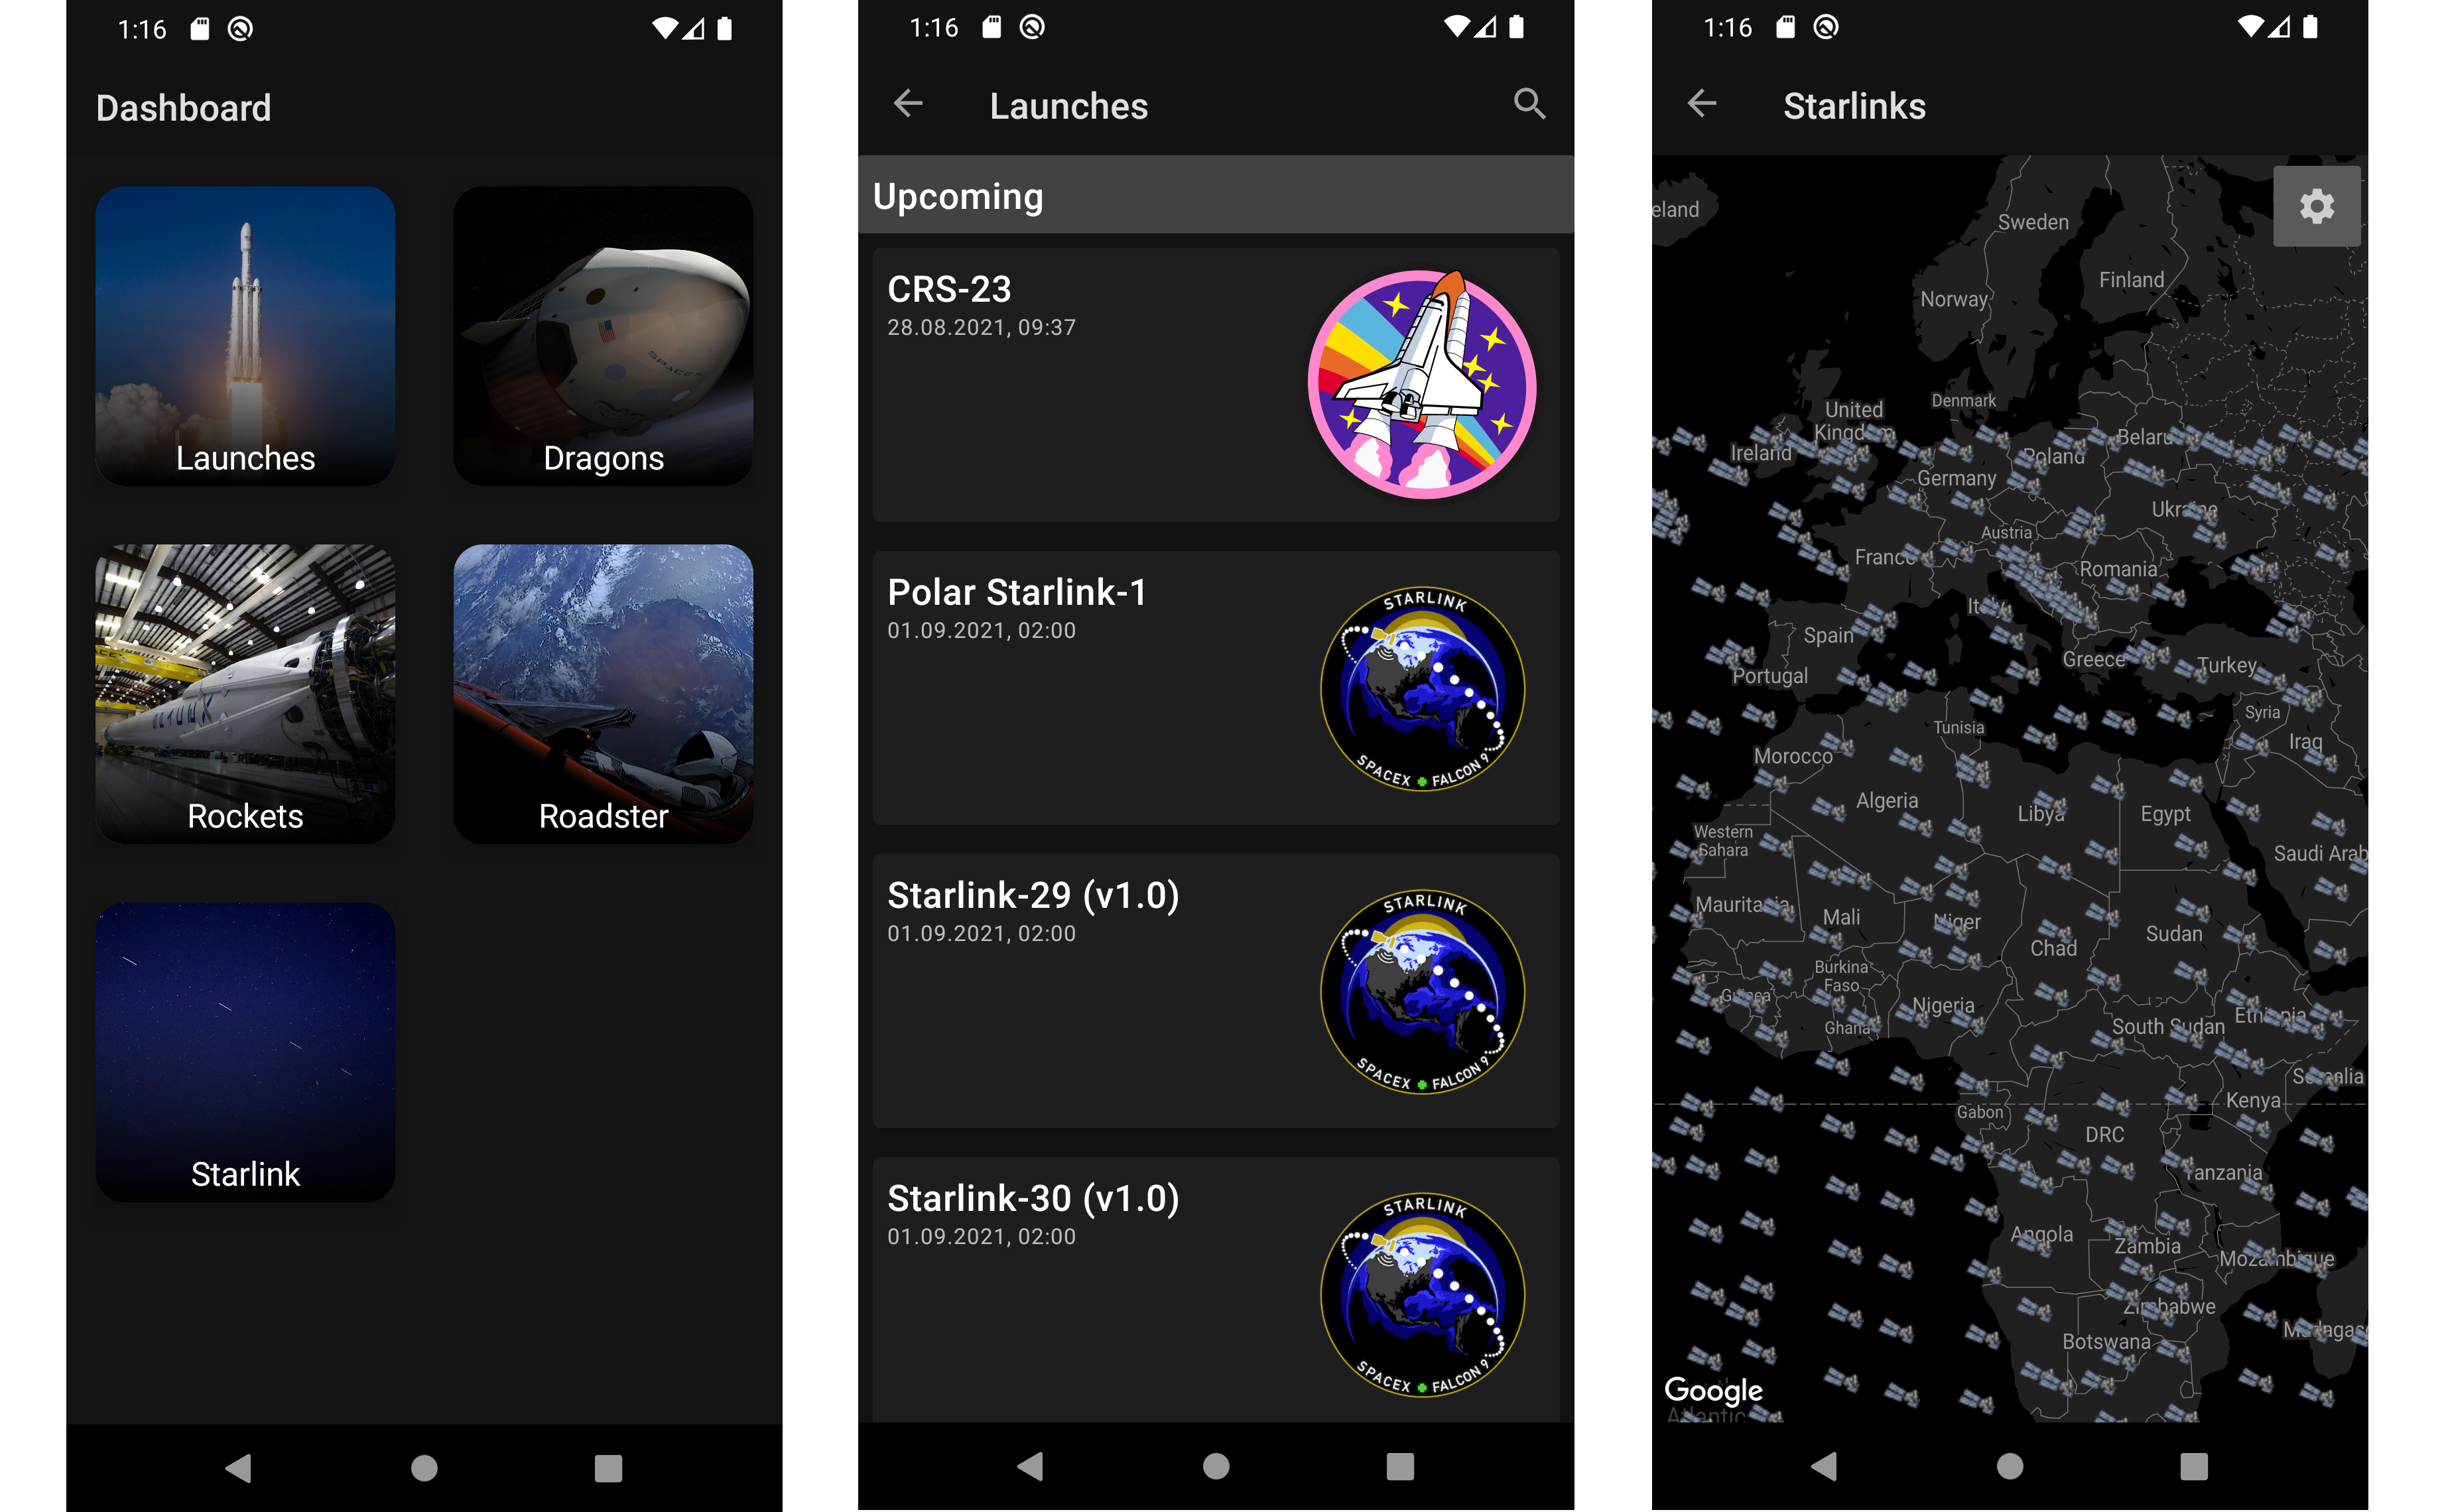 1:16
Dashboard
SPACEX
Launches
Dragons
Rockets
Roadster
Starlink
1:16
Launches
Upcoming
CRS-23
28.08.2021, 09:37
Polar Starlink-1
01.09.2021, 02:00
STARLINK
SPACEX FALCON 9
Starlink-29 (v1.0)
01.09.2021, 02:00
STARLINK
SPACEX FALCON 9
Starlink-30 (v1.0)
01.09.2021, 02:00
STARLINK
SPACEX FALCON 9
1:16
Starlinks
eland
Sweden
Finland
Norway
Denmark
United
Kingdom
Ireland
Belaru
Poland
Germany
Ukraine
Austria
France
Romania
Italy
Spain
Portugal
Greece
Turkey
Syria
Tunisia
Iraq
Morocco
Algeria
Libya
Egypt
Western
Sahara
Saudi Arab
Mauritania
Mali
Niger
Chad
Sudan
Burkina
Faso
Guinea
Nigeria
Ghana
South Sudan
Ethiopia
Somalia
Kenya
Gabon
DRC
Tanzania
Angola
Zambia
Mozambique
Zimbabwe
Madagas
Botswana
Google
Atlantic